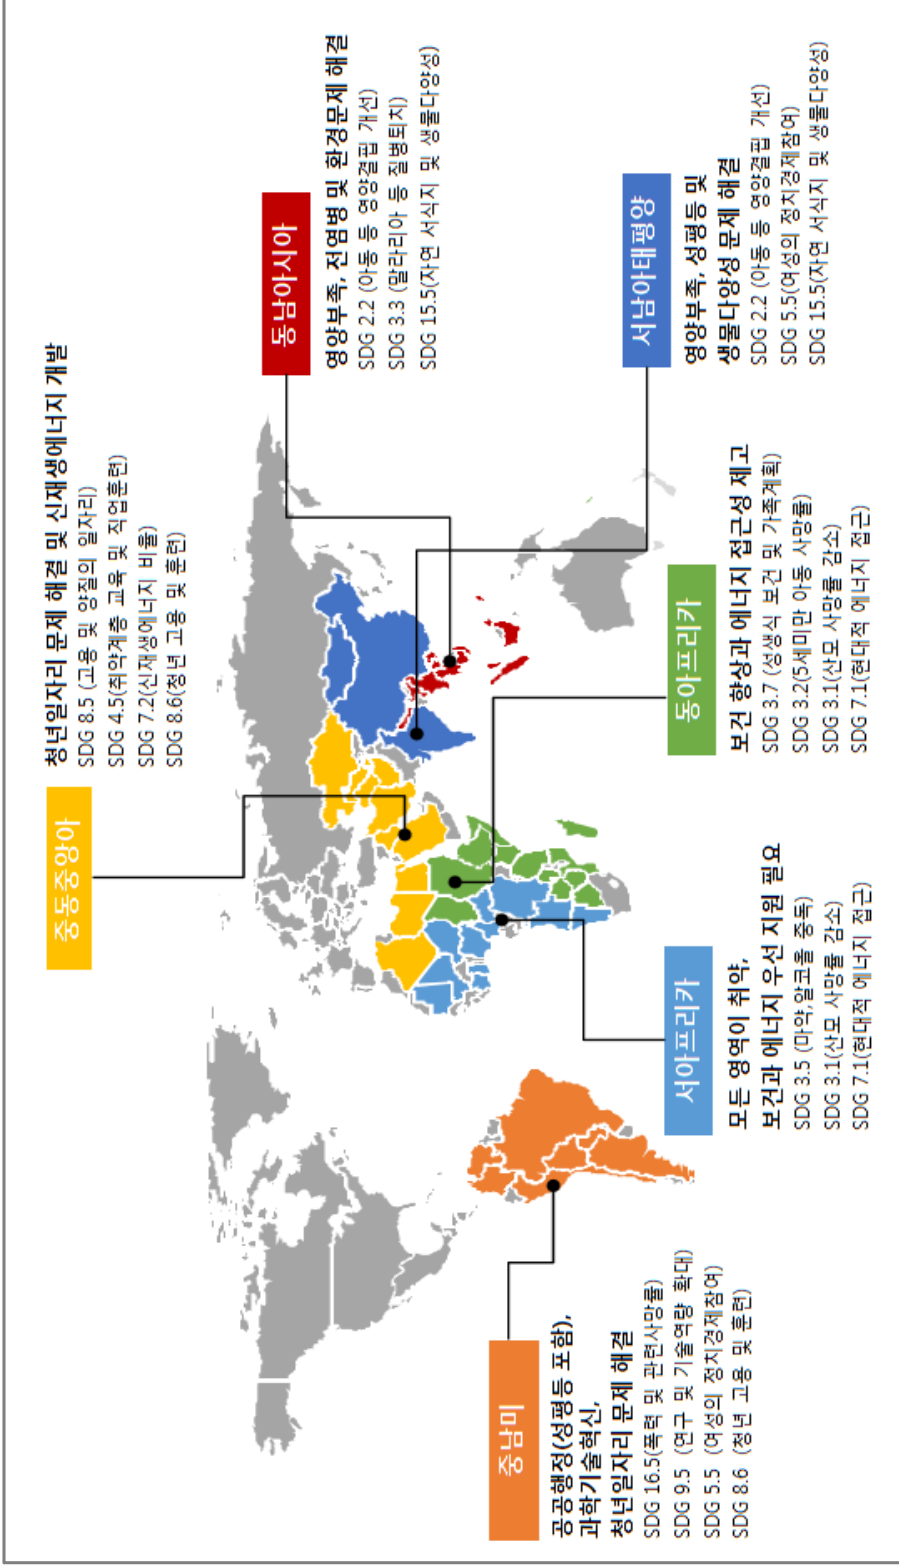 중동중앙아
청년일자리 문제 해결 및 신재생에너지 개발
SDG 8.5 (고용 및 양질의 일자리)
SDG 4.5(취약계층 교육 및 직업훈련)
SDG 7.2(신재생에너지 비율)
SDG 8.6(청년 고용 및 훈련)
동남아시아
영양부족, 전염병 및 환경문제 해결
SDG 2.2 (아동 등 영양결핍 개선)
SDG 3.3 (말라리아 등 질병퇴치)
SDG 15.5(자연 서식지 및 생물다양성)
중남미
공공행정(성평등 포함),
과학기술혁신,
청년일자리 문제 해결
SDG 16.5(폭력 및 관련사망률)
SDG 9.5 (연구 및 기술역량 확대)
SDG 5.5 (여성의 정치경제참여)
SDG 8.6 (청년 고용 및 훈련)
서아프리카
모든 영역이 취약,
보건과 에너지 우선 지원 필요
SDG 3.5 (마약,알코올 중독)
SDG 3.1(산모 사망률 감소)
SDG 7.1(현대적 에너지 접근)
동아프리카
보건 향상과 에너지 접근성 제고
SDG 3.7 (성생식 보건 및 가족계획)
SDG 3.2(5세미만 아동 사망률)
SDG 3.1(산모 사망률 감소)
SDG 7.1(현대적 에너지 접근)
서남아태평양
영양부족, 성평등 및
생물다양성 문제 해결
SDG 2.2 (아동 등 영양결핍 개선)
SDG 5.5(여성의 정치경제참여)
SDG 15.5(자연 서식지 및 생물다양성)